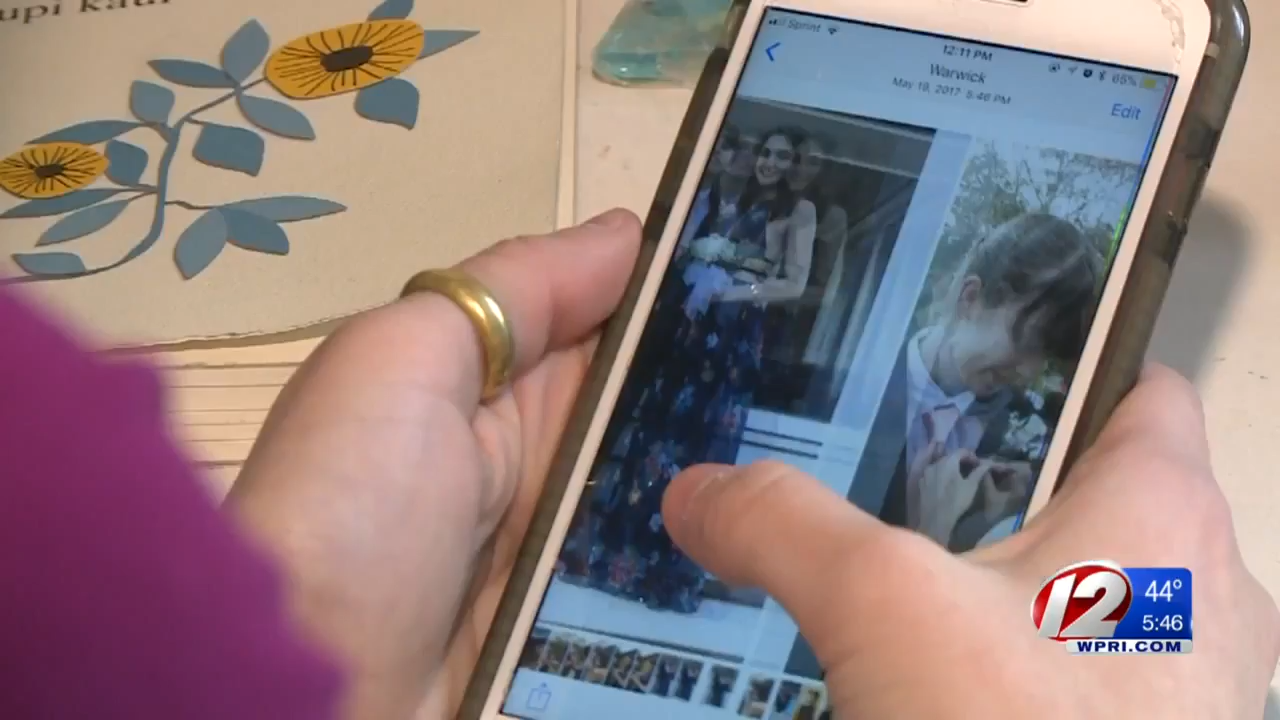 upi kaur
Sprint
12:11 PM
65%
Warwick
May 19, 2017 5:46 PM
Edit
12
44°
5:46
WPRI.COM